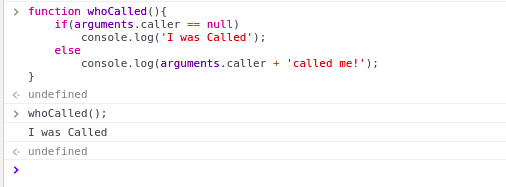 function whoCalled(){
    if(arguments.caller == null)
        console.log('I was Called');
    else
        console.log(arguments.caller + 'called me!');
}
undefined
whoCalled();
I was Called
undefined